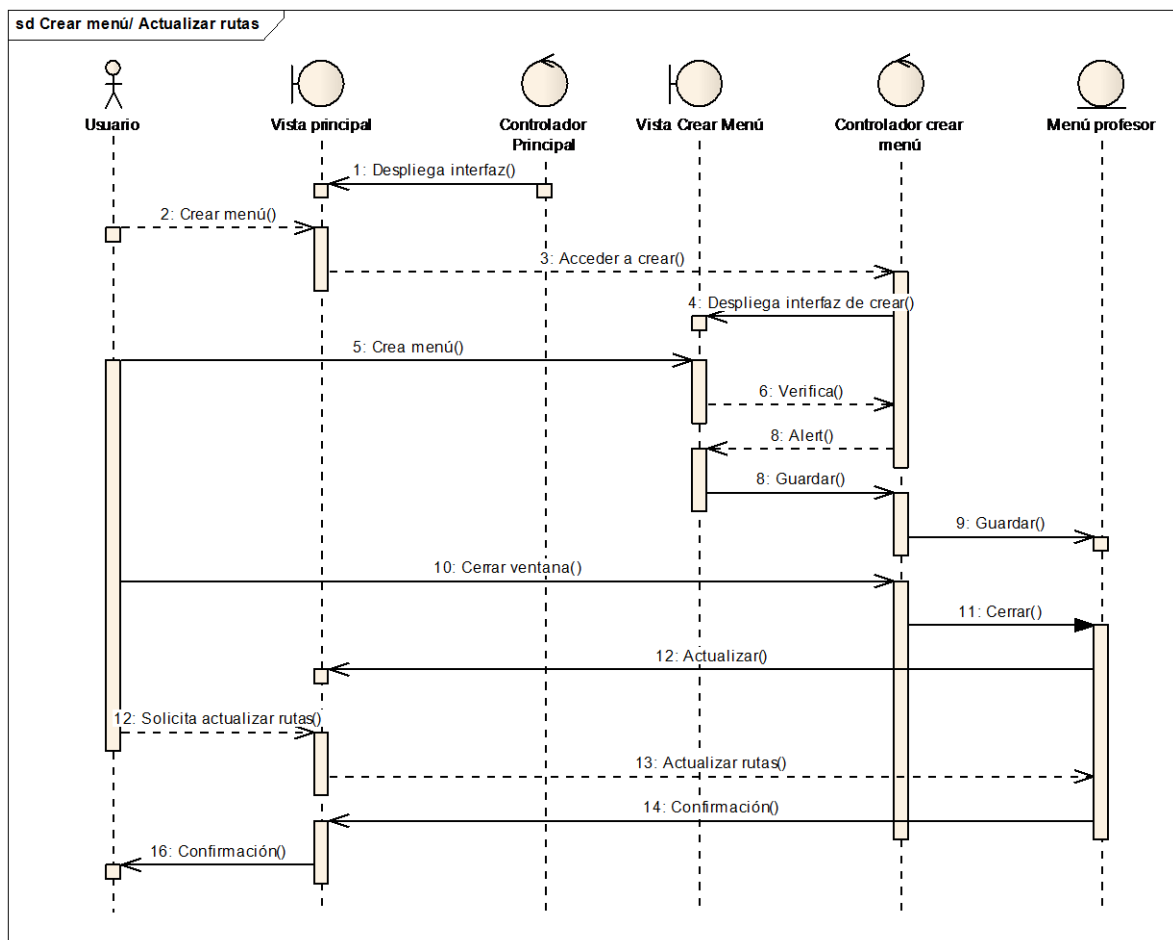 sd Crear menú/ Actualizar rutas
Usuario
Vista principal
Controlador
Principal
Vista Crear Menú
Controlador crear
menú
Menú profesor
1: Despliega interfaz()
2: Crear menú()
3: Acceder a crear()
4: Despliega interfaz de crear()
5: Crea menú()
6: Verifica()
8: Alert()
8: Guardar()
9: Guardar()
10: Cerrar ventana()
11: Cerrar()
12: Actualizar()
12: Solicita actualizar rutas()
13: Actualizar rutas()
14: Confirmación()
16: Confirmación()